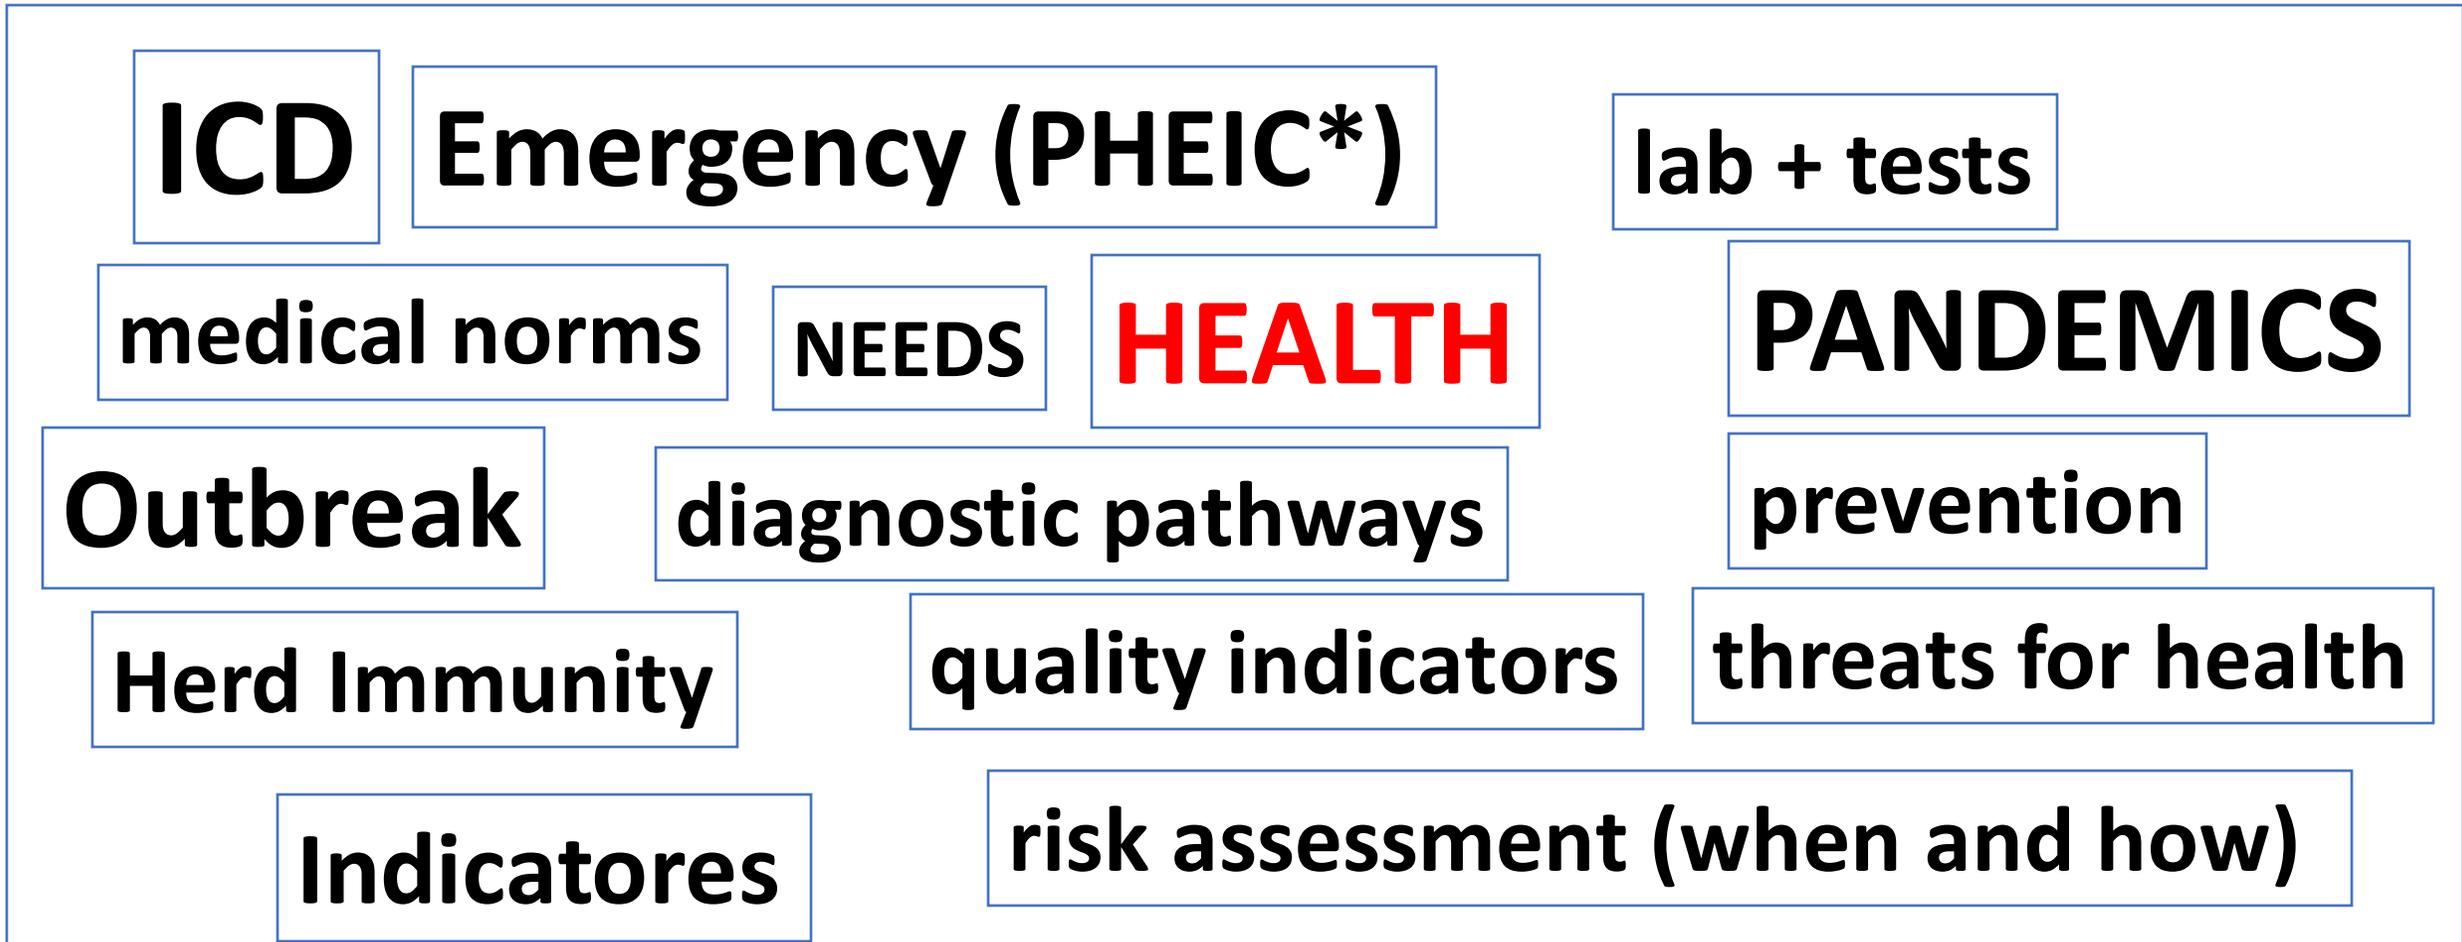 ICD
Emergency (PHEIC*)
lab + tests
medical norms
NEEDS
HEALTH
PANDEMICS
Outbreak
diagnostic pathways
prevention
Herd Immunity
quality indicators
threats for health
Indicatores
risk assessment (when and how)